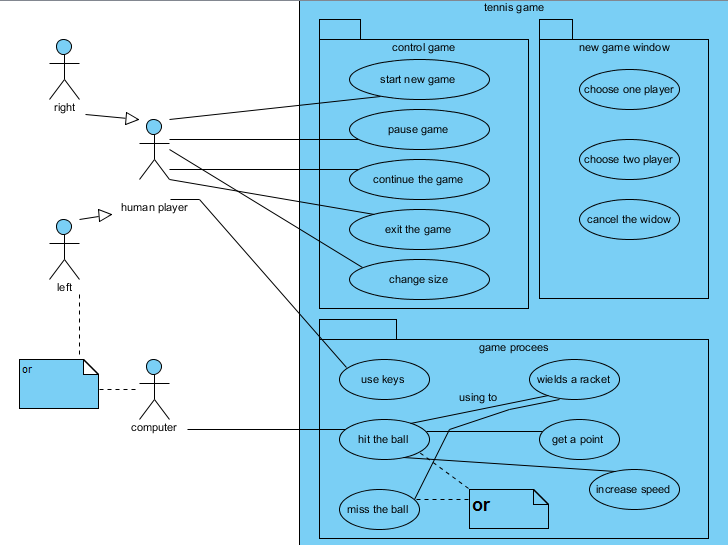 tennis game
control game
new game window
start new game
choose one player
right
pause game
choose two player
continue the game
human player
exit the game
cancel the widow
left
change size
game procees
or
use keys
wields a racket
using to
computer
hit the ball
get a point
increase speed
miss the ball
or